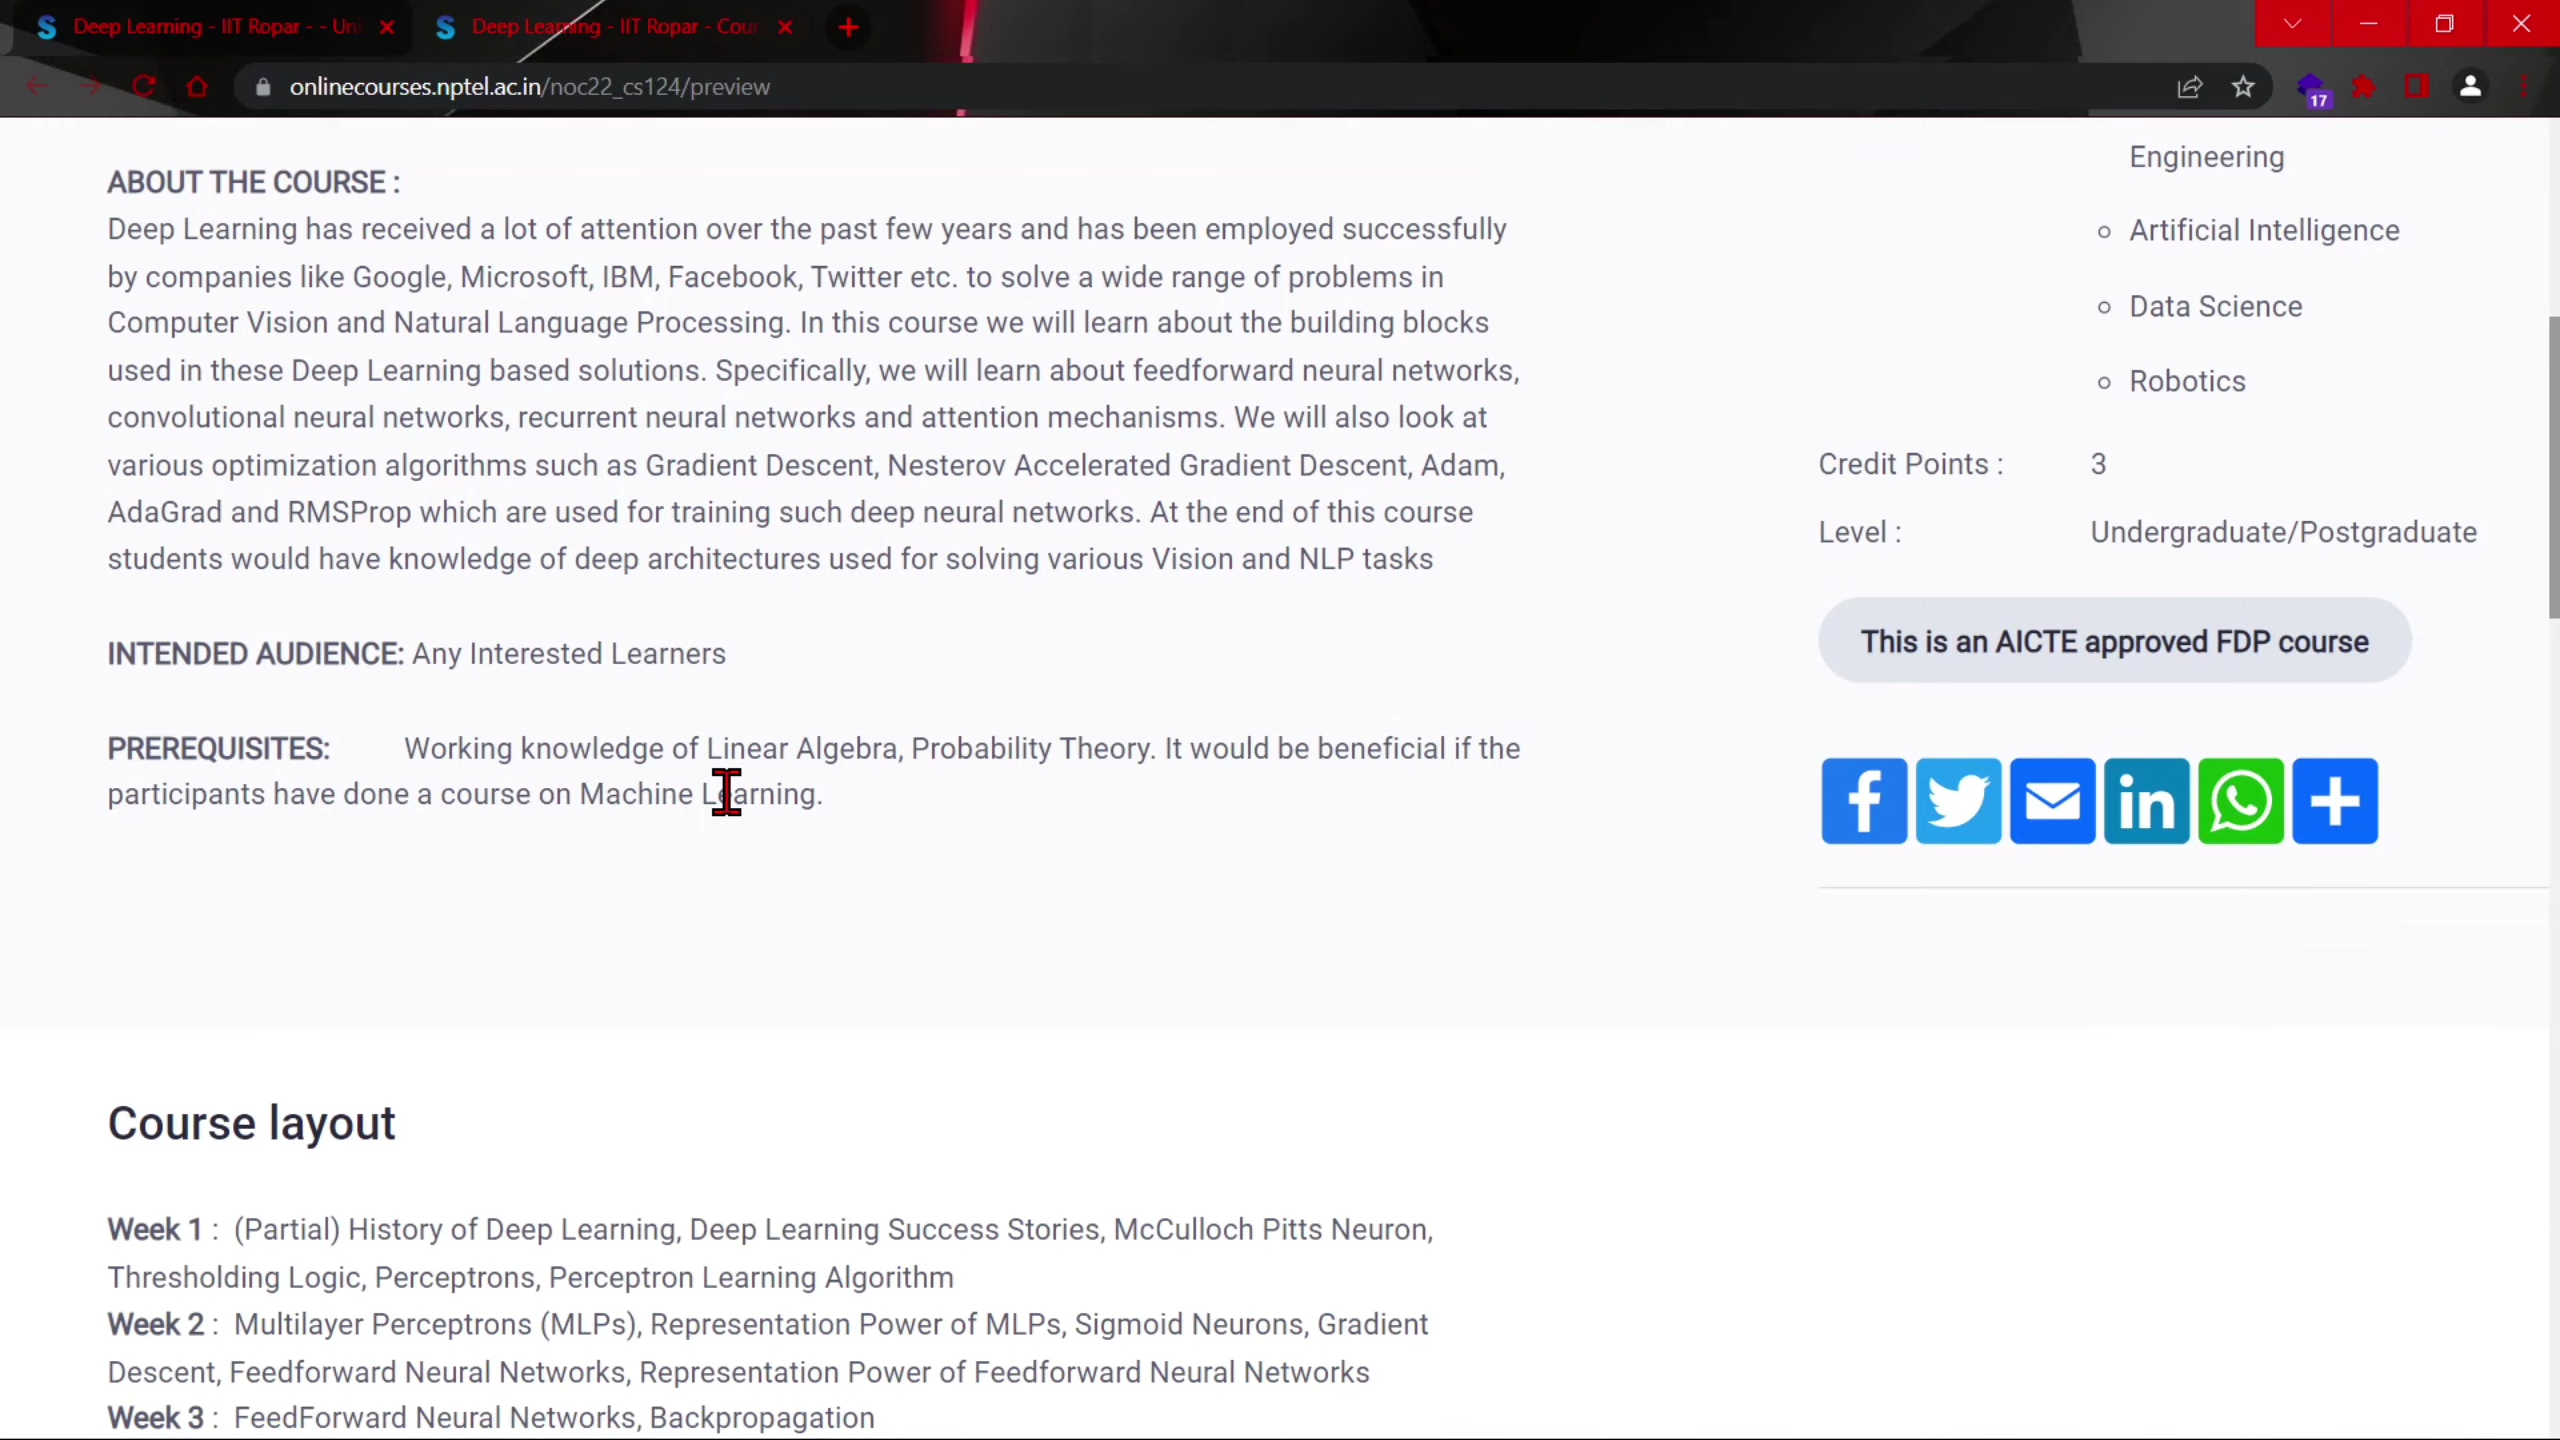 Deep Learning - IIT Ropar - - Uni
Deep Learning - IIT Ropar - Cour
onlinecourses.nptel.ac.in/noc22_cs124/preview
17
ABOUT THE COURSE :
Deep Learning has received a lot of attention over the past few years and has been employed successfully
by companies like Google, Microsoft, IBM, Facebook, Twitter etc. to solve a wide range of problems in
Computer Vision and Natural Language Processing. In this course we will learn about the building blocks
used in these Deep Learning based solutions. Specifically, we will learn about feedforward neural networks,
convolutional neural networks, recurrent neural networks and attention mechanisms. We will also look at
various optimization algorithms such as Gradient Descent, Nesterov Accelerated Gradient Descent, Adam,
AdaGrad and RMSProp which are used for training such deep neural networks. At the end of this course
students would have knowledge of deep architectures used for solving various Vision and NLP tasks
INTENDED AUDIENCE: Any Interested Learners
PREREQUISITES: Working knowledge of Linear Algebra, Probability Theory. It would be beneficial if the
participants have done a course on Machine Learning.
Engineering
Artificial Intelligence
Data Science
Robotics
Credit Points : 3
Level : Undergraduate/Postgraduate
This is an AICTE approved FDP course
Course layout
Week 1 : (Partial) History of Deep Learning, Deep Learning Success Stories, McCulloch Pitts Neuron,
Thresholding Logic, Perceptrons, Perceptron Learning Algorithm
Week 2 : Multilayer Perceptrons (MLPs), Representation Power of MLPs, Sigmoid Neurons, Gradient
Descent, Feedforward Neural Networks, Representation Power of Feedforward Neural Networks
Week 3 : FeedForward Neural Networks, Backpropagation